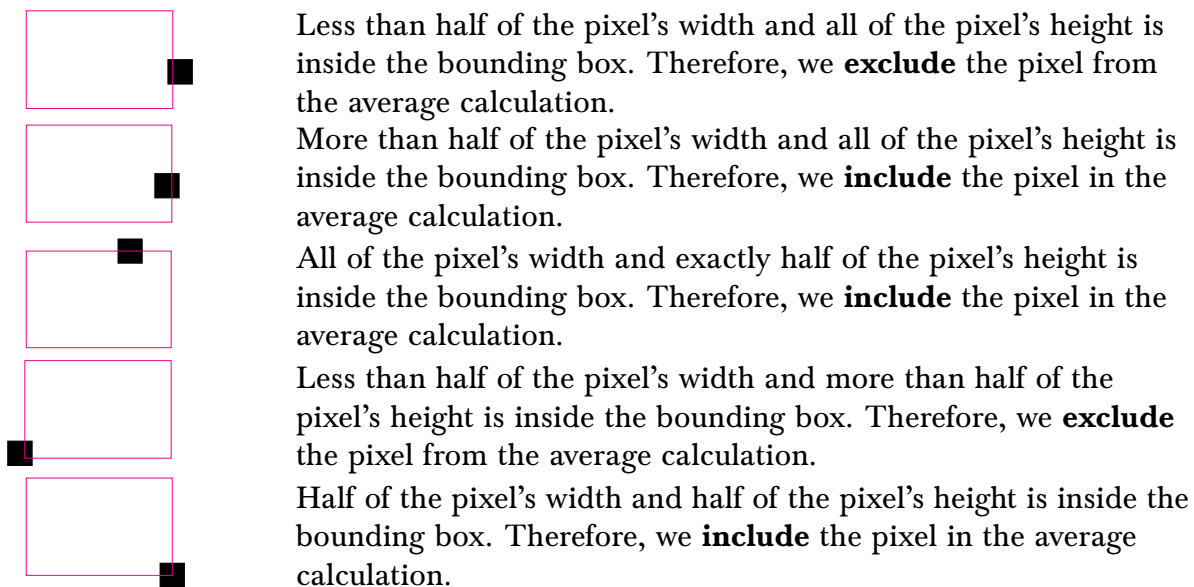 Less than half of the pixel’s width and all of the pixel’s height is
inside the bounding box. Therefore, we exclude the pixel from
the average calculation.
More than half of the pixel’s width and all of the pixel’s height is
inside the bounding box. Therefore, we include the pixel in the
average calculation.
All of the pixel’s width and exactly half of the pixel’s height is
inside the bounding box. Therefore, we include the pixel in the
average calculation.
Less than half of the pixel’s width and more than half of the
pixel’s height is inside the bounding box. Therefore, we exclude
the pixel from the average calculation.
Half of the pixel’s width and half of the pixel’s height is inside the
bounding box. Therefore, we include the pixel in the average
calculation.